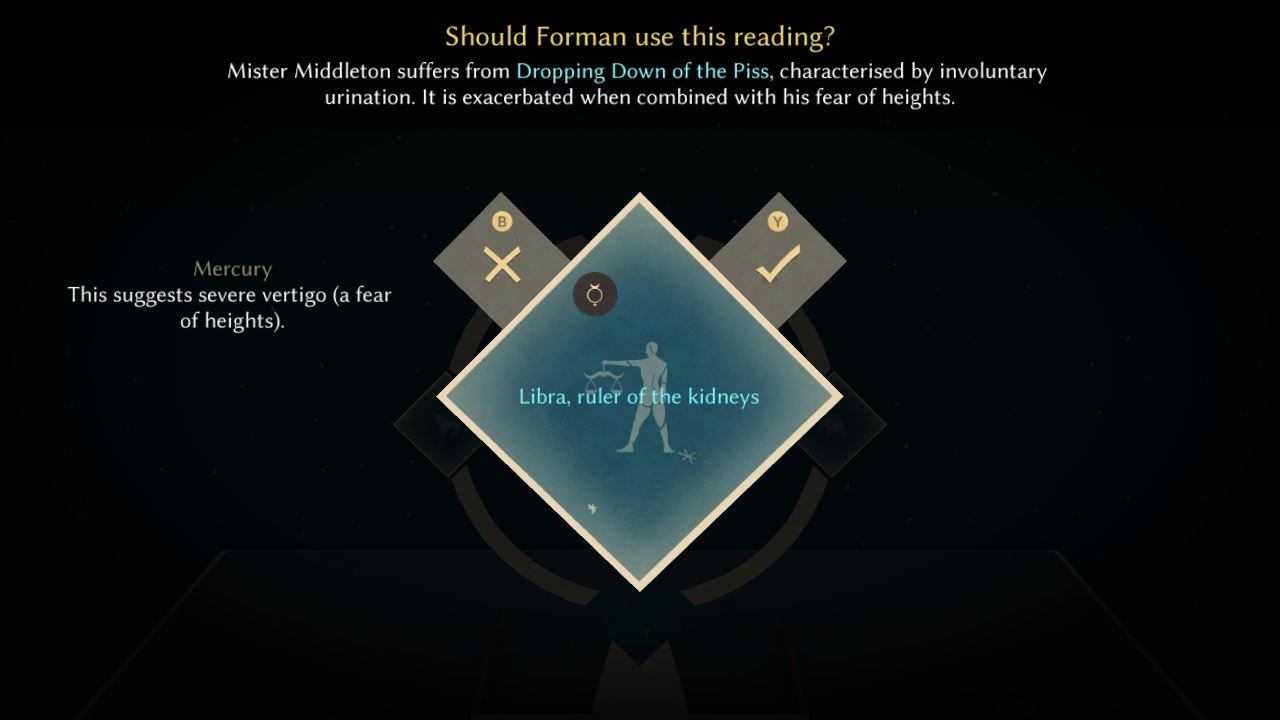 Should Forman use this reading?
Mister Middleton suffers from Dropping Down of the Piss, characterised by involuntary
urination. It is exacerbated when combined with his fear of heights.
B
Y
Mercury
This suggests severe vertigo (a fear
of heights).
Libra, ruler of the kidneys